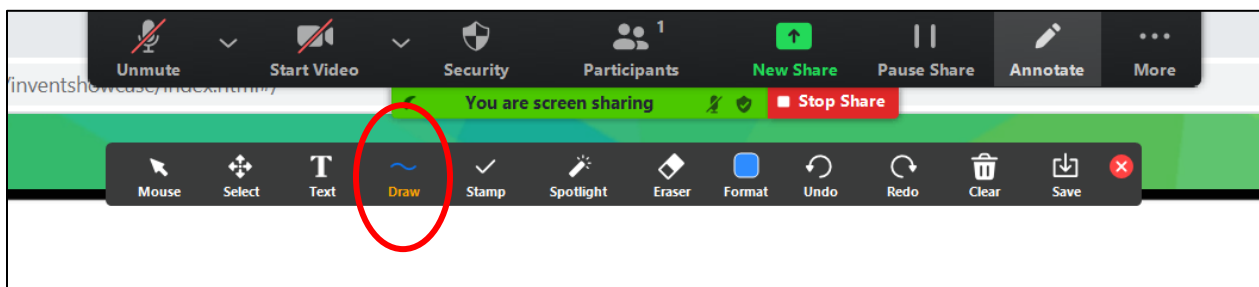 1
Unmute Start Video Security Participants New Share Pause Share Annotate More
/inventshowcase/index.html#/
You are screen sharing Stop Share
T
Mouse Select Text Draw Stamp Spotlight Eraser Format Undo Redo Clear Save